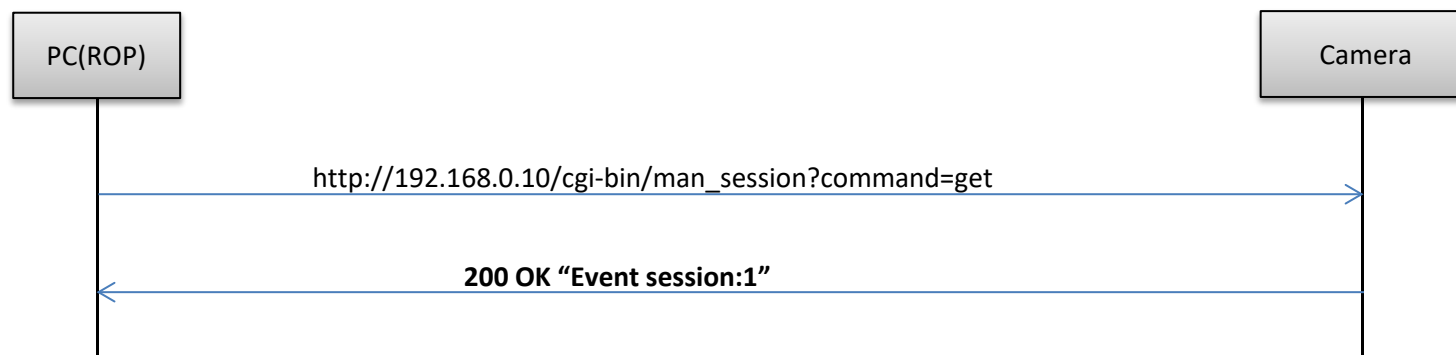 PC(ROP)
Camera
http://192.168.0.10/cgi-bin/man_session?command=get
200 OK “Event session:1”